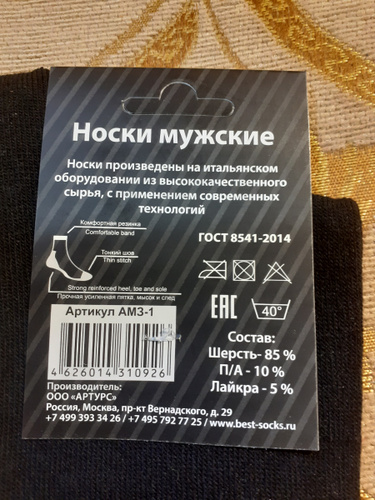 Носки мужские
Носки произведены на итальянском
оборудовании из высококачественного
сырья, с применением современных
технологий
Комфортная резинка
Comfortable band
ГОСТ 8541-2014
Тонкий шов
Thin stitch
Strong reinforced heel, toe and sole
Прочная усиленная пятка, мысок и след
EAC
40°
Артикул АМЗ-1
4 626014 310926
Состав:
Шерсть- 85 %
П/А - 10 %
Лайкра - 5 %
Производитель:
ООО «АРТУРС»
Россия, Москва, пр-кт Вернадского, д. 29
+7 499 393 34 26 / +7 495 792 77 25 / www.best-socks.ru